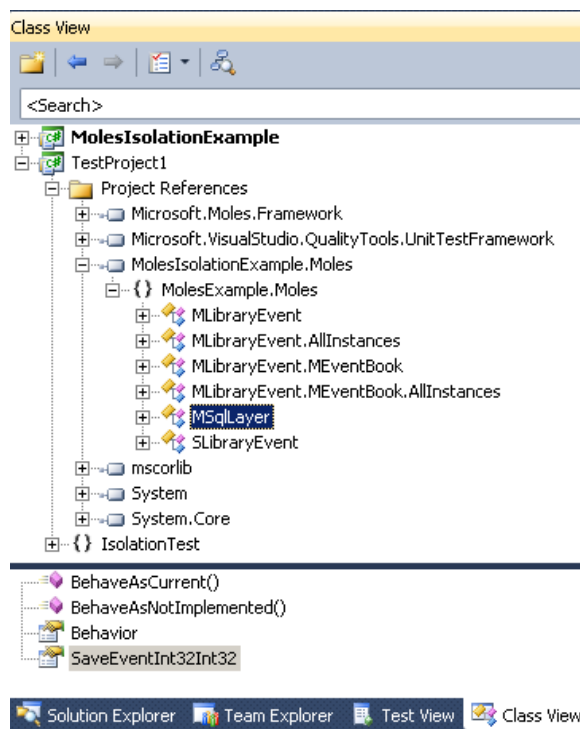 Class View
<Search>
MolesIsolationExample
TestProject1
Project References
Microsoft.Moles.Framework
Microsoft.VisualStudio.QualityTools.UnitTestFramework
MolesIsolationExample.Moles
{} MolesExample.Moles
MLibraryEvent
MLibraryEvent.AllInstances
MLibraryEvent.MEventBook
MLibraryEvent.MEventBook.AllInstances
MSqlLayer
SLibraryEvent
mscorlib
System
System.Core
{} IsolationTest
BehaveAsCurrent()
BehaveAsNotImplemented()
Behavior
SaveEventInt32Int32
Solution Explorer Team Explorer Test View Class View